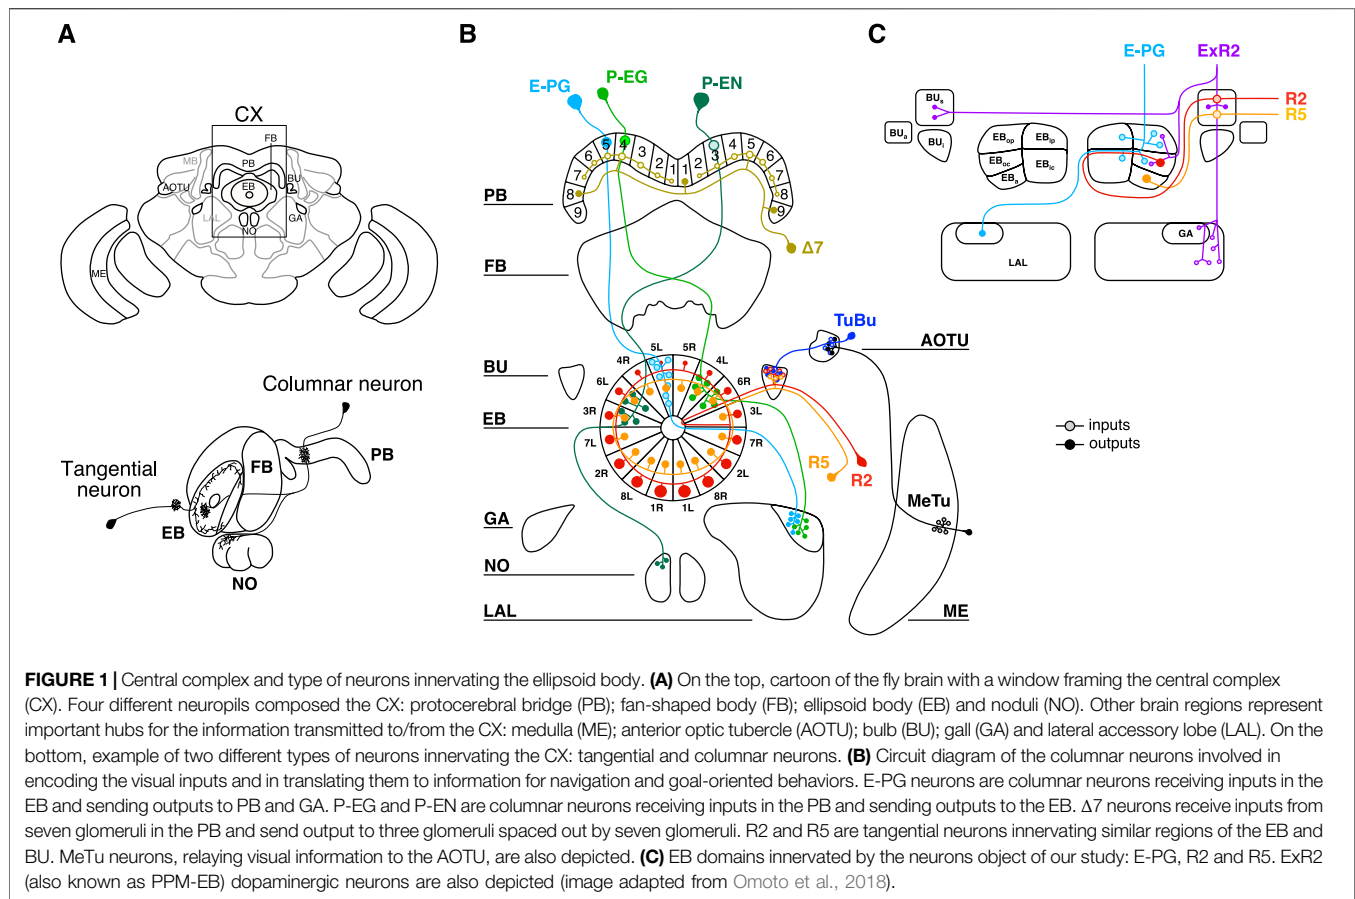 A
CX
FB
MB
PB
AOTU
BU
EB
LAL
GA
NO
ME
Columnar neuron
Tangential
neuron
FB
PB
EB
NO
B
E-PG
P-EG
P-EN
5 4 3 2 1 1 2 3 4 5 6 7 8 9
6
7
8
9
Δ7
PB
FB
BU
EB
GA
NO
LAL
5L
5R
4R
4L
6L
6R
3R
3L
7L
7R
2R
2L
8L
8R
1R
1L
TuBu
AOTU
R5
R2
MeTu
ME
inputs
outputs
C
E-PG
ExR2
R2
R5
BUs
BUa
BUi
EBop
EBip
EBoc
EBic
EBa
GA
LAL
FIGURE 1 | Central complex and type of neurons innervating the ellipsoid body. (A) On the top, cartoon of the fly brain with a window framing the central complex
(CX). Four different neuropils composed the CX: protocerebral bridge (PB); fan-shaped body (FB); ellipsoid body (EB) and noduli (NO). Other brain regions represent
important hubs for the information transmitted to/from the CX: medulla (ME); anterior optic tubercle (AOTU); bulb (BU); gall (GA) and lateral accessory lobe (LAL). On the
bottom, example of two different types of neurons innervating the CX: tangential and columnar neurons. (B) Circuit diagram of the columnar neurons involved in
encoding the visual inputs and in translating them to information for navigation and goal-oriented behaviors. E-PG neurons are columnar neurons receiving inputs in the
EB and sending outputs to PB and GA. P-EG and P-EN are columnar neurons receiving inputs in the PB and sending outputs to the EB. Δ7 neurons receive inputs from
seven glomeruli in the PB and send output to three glomeruli spaced out by seven glomeruli. R2 and R5 are tangential neurons innervating similar regions of the EB and
BU. MeTu neurons, relaying visual information to the AOTU, are also depicted. (C) EB domains innervated by the neurons object of our study: E-PG, R2 and R5. ExR2
(also known as PPM-EB) dopaminergic neurons are also depicted (image adapted from Omoto et al., 2018).